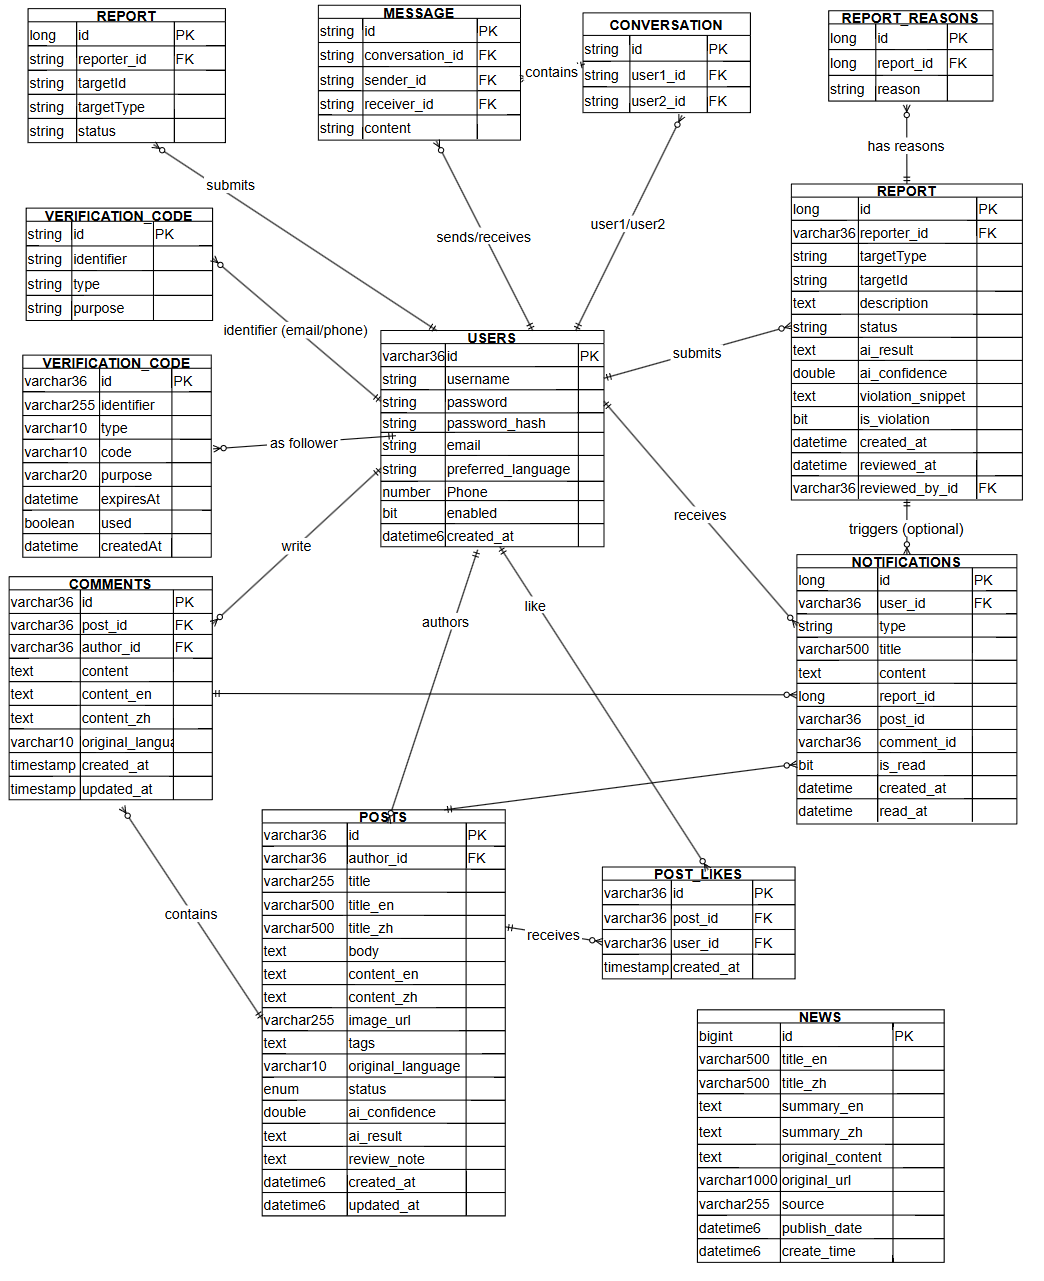 REPORT
long id PK
string reporter_id FK
string targetId
string targetType
string status
MESSAGE
string id PK
string conversation_id FK
string sender_id FK
string receiver_id FK
string content
contains
CONVERSATION
string id PK
string user1_id FK
string user2_id FK
REPORT_REASONS
long id PK
long report_id FK
string reason
has reasons
submits
sends/receives
user1/user2
VERIFICATION_CODE
string id PK
string identifier
string type
string purpose
identifier (email/phone)
REPORT
long id PK
varchar36 reporter_id FK
string targetType
string targetId
text description
string status
text ai_result
double ai_confidence
text violation_snippet
bit is_violation
datetime created_at
datetime reviewed_at
varchar36 reviewed_by_id FK
USERS
varchar36 id PK
string username
string password
string password_hash
string email
string preferred_language
number Phone
bit enabled
datetime6 created_at
submits
VERIFICATION_CODE
varchar36 id PK
varchar255 identifier
varchar10 type
varchar10 code
varchar20 purpose
datetime expiresAt
boolean used
datetime createdAt
as follower
write
receives
triggers (optional)
NOTIFICATIONS
long id PK
varchar36 user_id FK
string type
varchar500 title
text content
long report_id
varchar36 post_id
varchar36 comment_id
bit is_read
datetime created_at
datetime read_at
COMMENTS
varchar36 id PK
varchar36 post_id FK
varchar36 author_id FK
text content
text content_en
text content_zh
varchar10 original_langua
timestamp created_at
timestamp updated_at
authors
like
contains
POSTS
varchar36 id PK
varchar36 author_id FK
varchar255 title
varchar500 title_en
varchar500 title_zh
text body
text content_en
text content_zh
varchar255 image_url
text tags
varchar10 original_language
enum status
double ai_confidence
text ai_result
text review_note
datetime6 created_at
datetime6 updated_at
receives
POST_LIKES
varchar36 id PK
varchar36 post_id FK
varchar36 user_id FK
timestamp created_at
NEWS
bigint id PK
varchar500 title_en
varchar500 title_zh
text summary_en
text summary_zh
text original_content
varchar1000 original_url
varchar255 source
datetime6 publish_date
datetime6 create_time